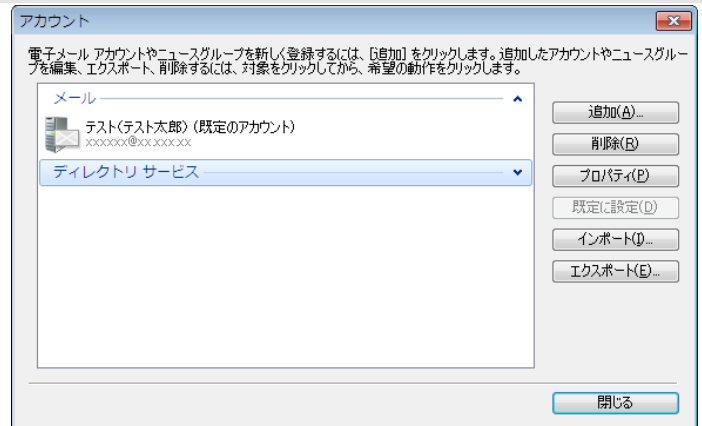 アカウント
電子メール アカウントやニュースグループを新しく登録するには、[追加] をクリックします。追加したアカウントやニュースグルー
プを編集、エクスポート、削除するには、対象をクリックしてから、希望の動作をクリックします。
メール
テスト(テスト太郎) (既定のアカウント)
xxxxxx@xx.xxx.xx
ディレクトリ サービス
追加(A)...
削除(R)
プロパティ(P)
既定に設定(D)
インポート(I)...
エクスポート(E)...
閉じる